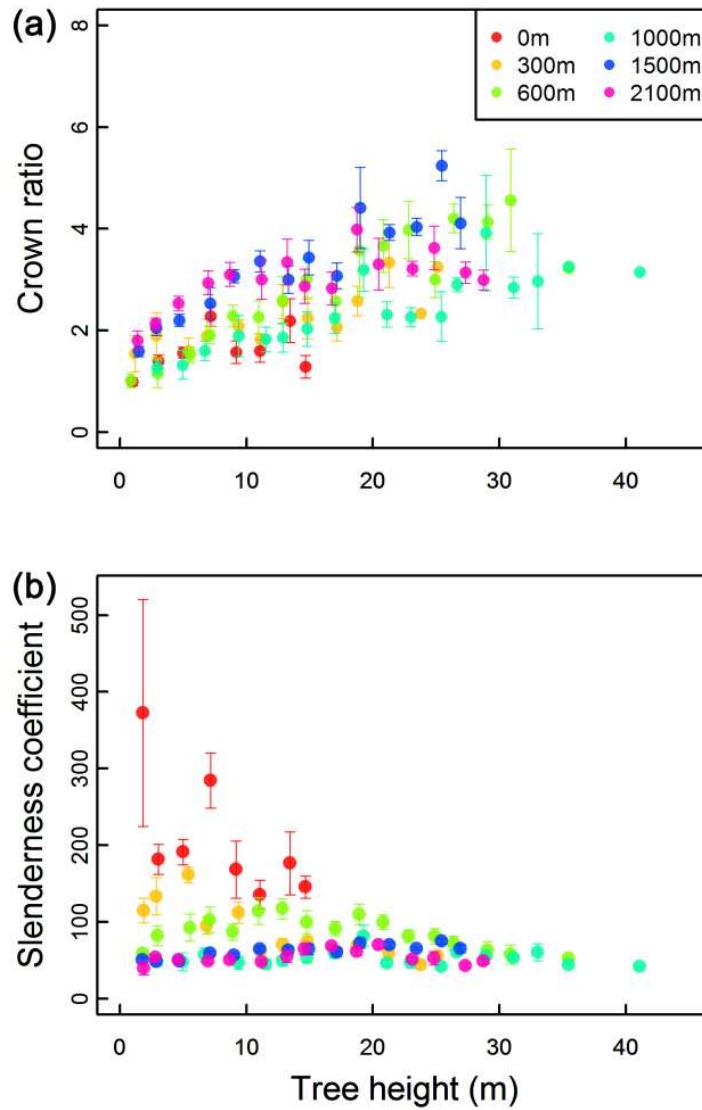 (a)
Crown ratio
8
6
4
2
0
0m 1000m
300m 1500m
600m 2100m
0 10 20 30 40
(b)
Slenderness coefficient
500
400
300
200
100
0
0 10 20 30 40
Tree height (m)